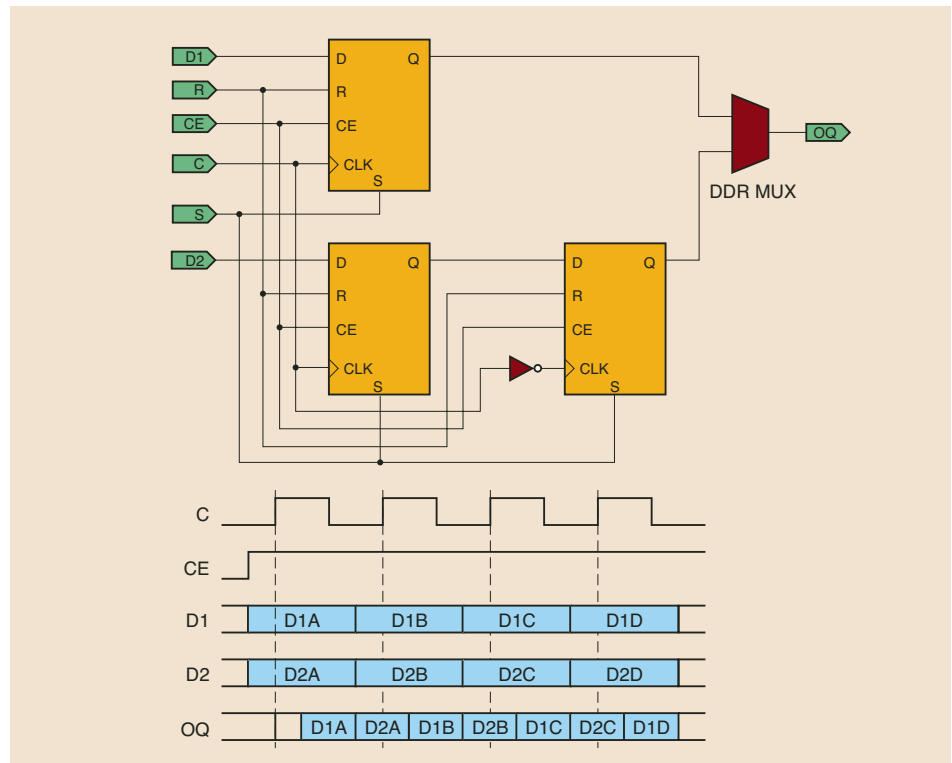 D1
R
CE
C
S
D2
D Q
R
CE
CLK
S
D Q
R
CE
CLK
S
D Q
R
CE
CLK
S
OQ
DDR MUX
C
CE
D1 D1A D1B D1C D1D
D2 D2A D2B D2C D2D
OQ D1A D2A D1B D2B D1C D2C D1D